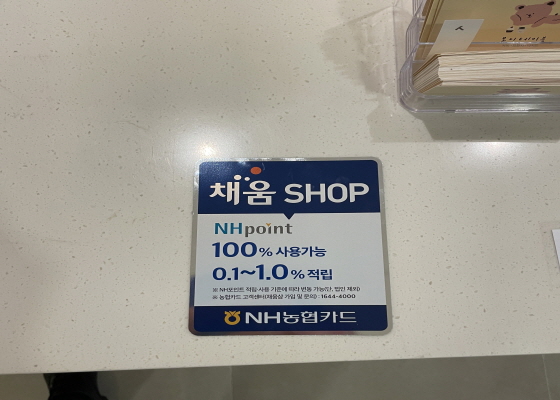 채움 SHOP
NHpoint
100% 사용가능
0.1~1.0% 적립
※ NH포인트 적립·사용 기준에 따라 변동 가능(단, 법인 제외)
※ 농협카드 고객센터(채움샵 가입 및 문의) : 1644-4000
NH농협카드